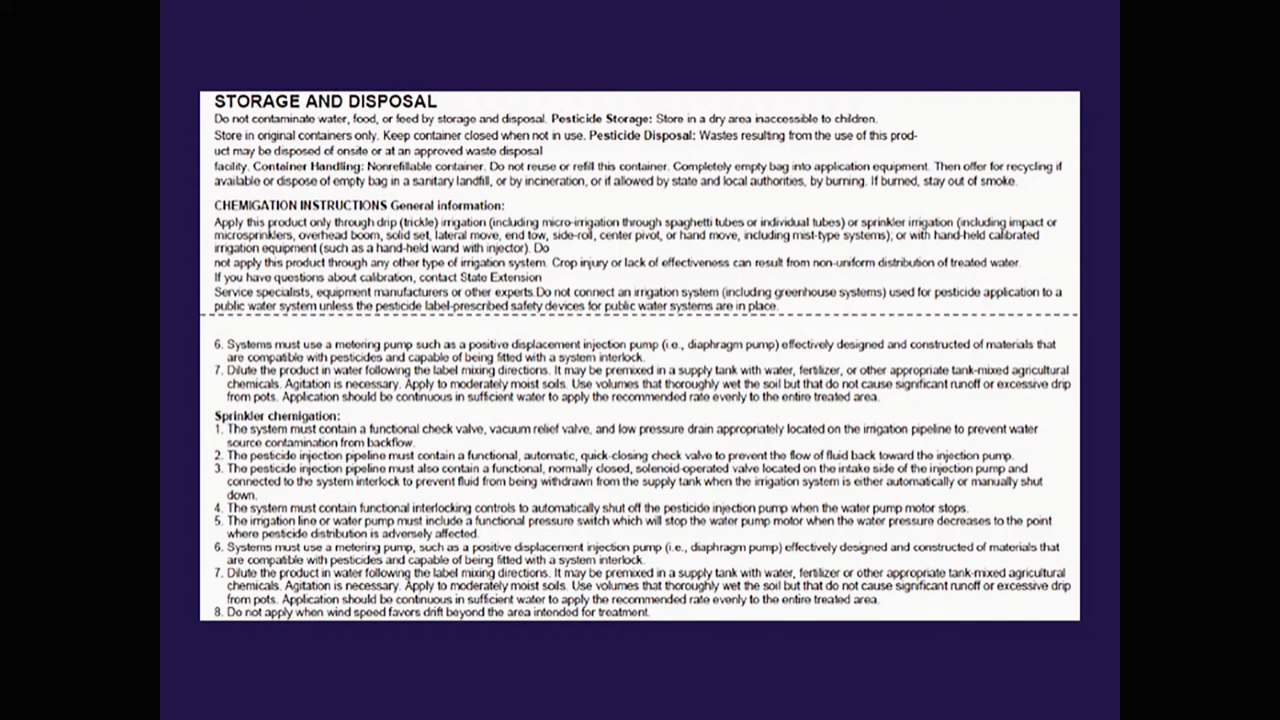 STORAGE AND DISPOSAL
Do not contaminate water, food, or feed by storage and disposal. Pesticide Storage: Store in a dry area inaccessible to children.
Store in original containers only. Keep container closed when not in use. Pesticide Disposal: Wastes resulting from the use of this prod-
uct may be disposed of onsite or at an approved waste disposal
facility. Container Handling: Nonrefillable container. Do not reuse or refill this container. Completely empty bag into application equipment. Then offer for recycling if
available or dispose of empty bag in a sanitary landfill, or by incineration, or if allowed by state and local authorities, by burning. If burned, stay out of smoke.
CHEMIGATION INSTRUCTIONS General information:
Apply this product only through drip (trickle) irrigation (including micro-irrigation through spaghetti tubes or individual tubes) or sprinkler irrigation (including impact or
microsprinklers, overhead boom, solid set, lateral move, end tow, side-roll, center pivot, or hand move, including mist-type systems); or with hand-held calibrated
irrigation equipment (such as a hand-held wand with injector). Do
not apply this product through any other type of irrigation system. Crop injury or lack of effectiveness can result from non-uniform distribution of treated water.
If you have questions about calibration, contact State Extension
Service specialists, equipment manufacturers or other experts.Do not connect an irrigation system (including greenhouse systems) used for pesticide application to a
public water system unless the pesticide label-prescribed safety devices for public water systems are in place.
6. Systems must use a metering pump such as a positive displacement injection pump (i.e., diaphragm pump) effectively designed and constructed of materials that
are compatible with pesticides and capable of being fitted with a system interlock.
7. Dilute the product in water following the label mixing directions. It may be premixed in a supply tank with water, fertilizer, or other appropriate tank-mixed agricultural
chemicals. Agitation is necessary. Apply to moderately moist soils. Use volumes that thoroughly wet the soil but that do not cause significant runoff or excessive drip
from pots. Application should be continuous in sufficient water to apply the recommended rate evenly to the entire treated area.
Sprinkler chemigation:
1. The system must contain a functional check valve, vacuum relief valve, and low pressure drain appropriately located on the irrigation pipeline to prevent water
source contamination from backflow.
2. The pesticide injection pipeline must contain a functional, automatic, quick-closing check valve to prevent the flow of fluid back toward the injection pump.
3. The pesticide injection pipeline must also contain a functional, normally closed, solenoid-operated valve located on the intake side of the injection pump and
connected to the system interlock to prevent fluid from being withdrawn from the supply tank when the irrigation system is either automatically or manually shut
down.
4. The system must contain functional interlocking controls to automatically shut off the pesticide injection pump when the water pump motor stops.
5. The irrigation line or water pump must include a functional pressure switch which will stop the water pump motor when the water pressure decreases to the point
where pesticide distribution is adversely affected.
6. Systems must use a metering pump, such as a positive displacement injection pump (i.e., diaphragm pump) effectively designed and constructed of materials that
are compatible with pesticides and capable of being fitted with a system interlock.
7. Dilute the product in water following the label mixing directions. It may be premixed in a supply tank with water, fertilizer or other appropriate tank-mixed agricultural
chemicals. Agitation is necessary. Apply to moderately moist soils. Use volumes that thoroughly wet the soil but that do not cause significant runoff or excessive drip
from pots. Application should be continuous in sufficient water to apply the recommended rate evenly to the entire treated area.
8. Do not apply when wind speed favors drift beyond the area intended for treatment.